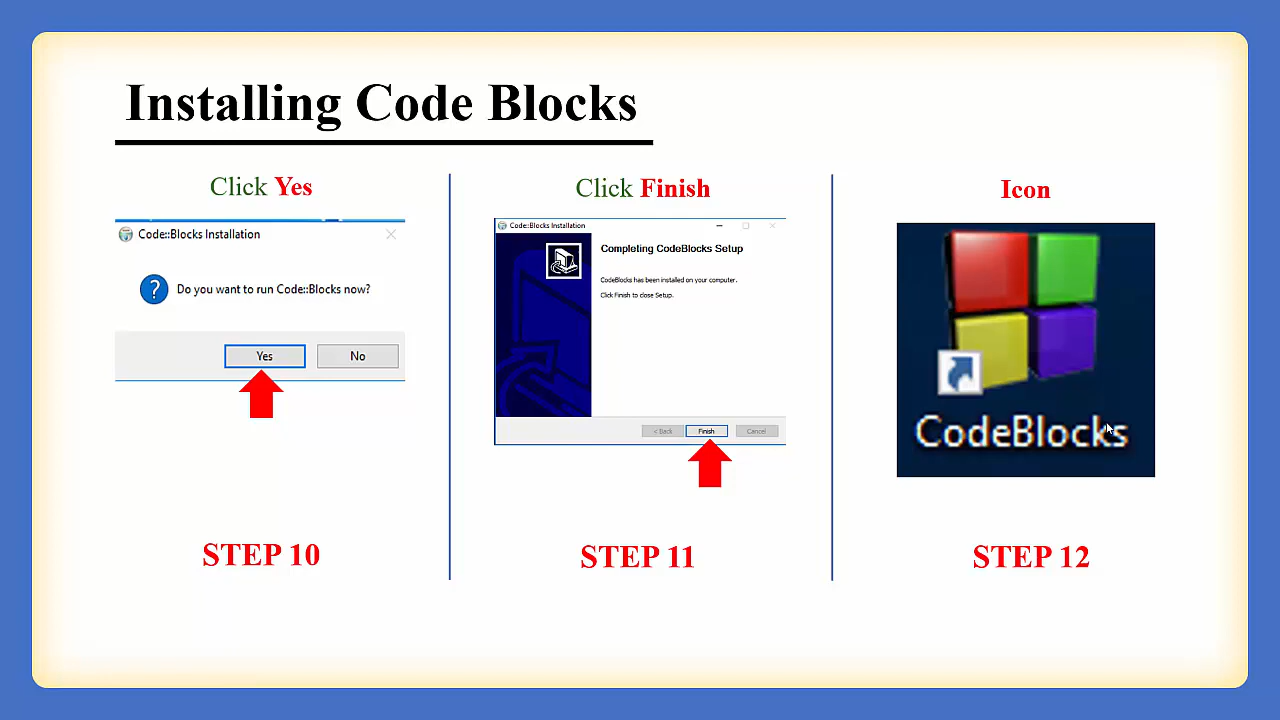 Installing Code Blocks
Click Yes
Code::Blocks Installation
Do you want to run Code::Blocks now?
Yes
No
STEP 10
Click Finish
Code::Blocks Installation
Completing CodeBlocks Setup
CodeBlocks has been installed on your computer.
Click Finish to close Setup.
< Back
Finish
Cancel
STEP 11
Icon
CodeBlocks
STEP 12